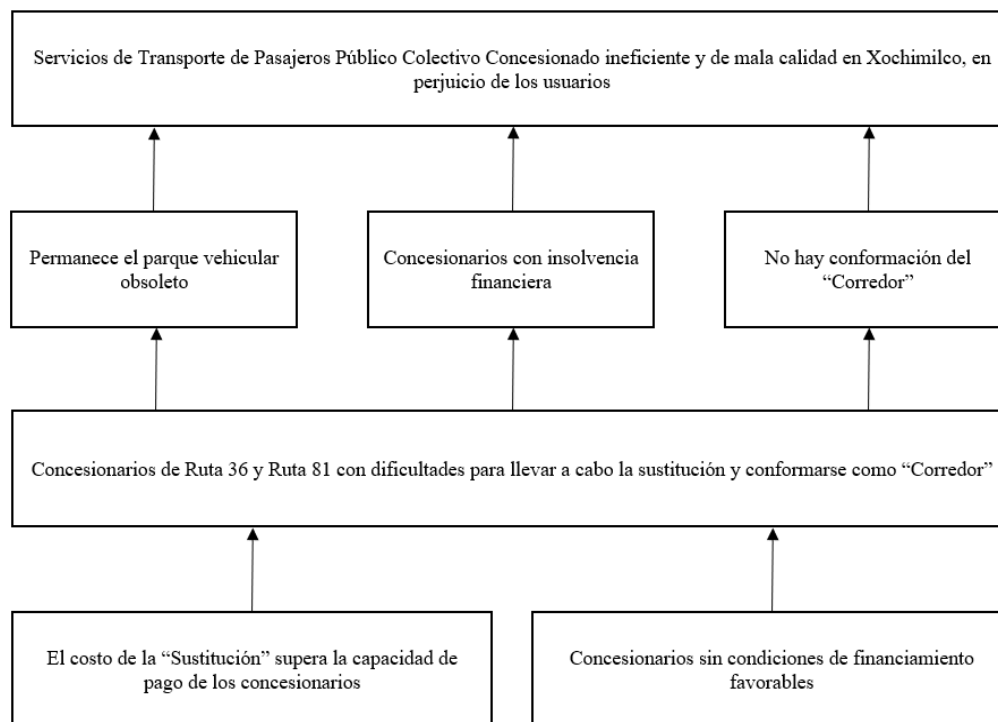 Servicios de Transporte de Pasajeros Público Colectivo Concesionado ineficiente y de mala calidad en Xochimilco, en
perjuicio de los usuarios
Permanece el parque vehicular
obsoleto
Concesionarios con insolvencia
financiera
No hay conformación del
“Corredor”
Concesionarios de Ruta 36 y Ruta 81 con dificultades para llevar a cabo la sustitución y conformarse como “Corredor”
El costo de la “Sustitución” supera la capacidad de
pago de los concesionarios
Concesionarios sin condiciones de financiamiento
favorables